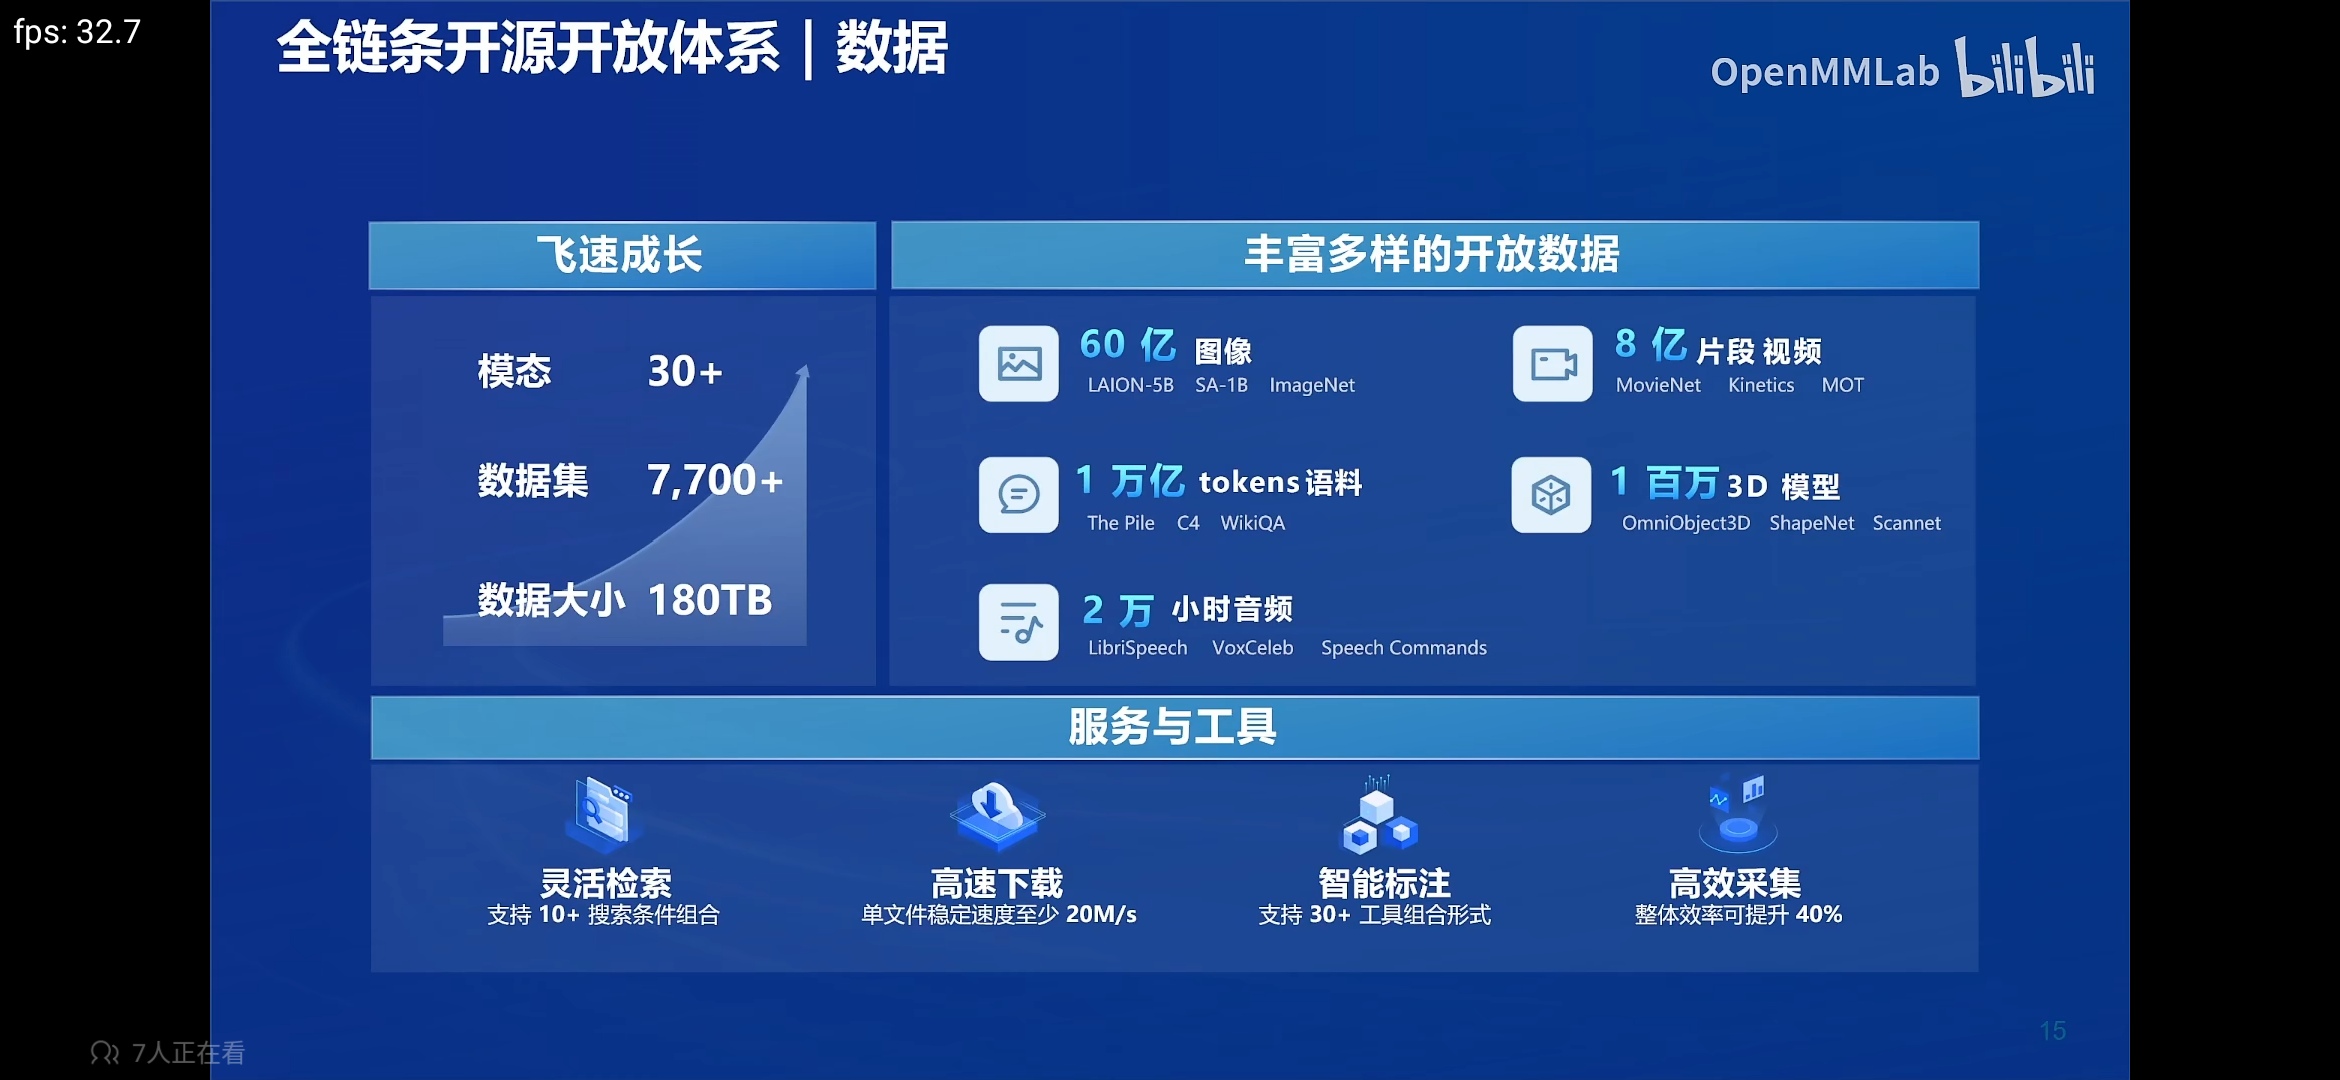 fps: 32.7
全链条开源开放体系｜数据
OpenMMLab bilibili
飞速成长
模态 30+
数据集 7,700+
数据大小 180TB
丰富多样的开放数据
60 亿 图像
LAION-5B SA-1B ImageNet
8 亿 片段 视频
MovieNet Kinetics MOT
1 万亿 tokens语料
The Pile C4 WikiQA
1 百万 3D 模型
OmniObject3D ShapeNet Scannet
2 万 小时音频
LibriSpeech VoxCeleb Speech Commands
服务与工具
灵活检索
支持 10+ 搜索条件组合
高速下载
单文件稳定速度至少 20M/s
智能标注
支持 30+ 工具组合形式
高效采集
整体效率可提升 40%
15
7人正在看